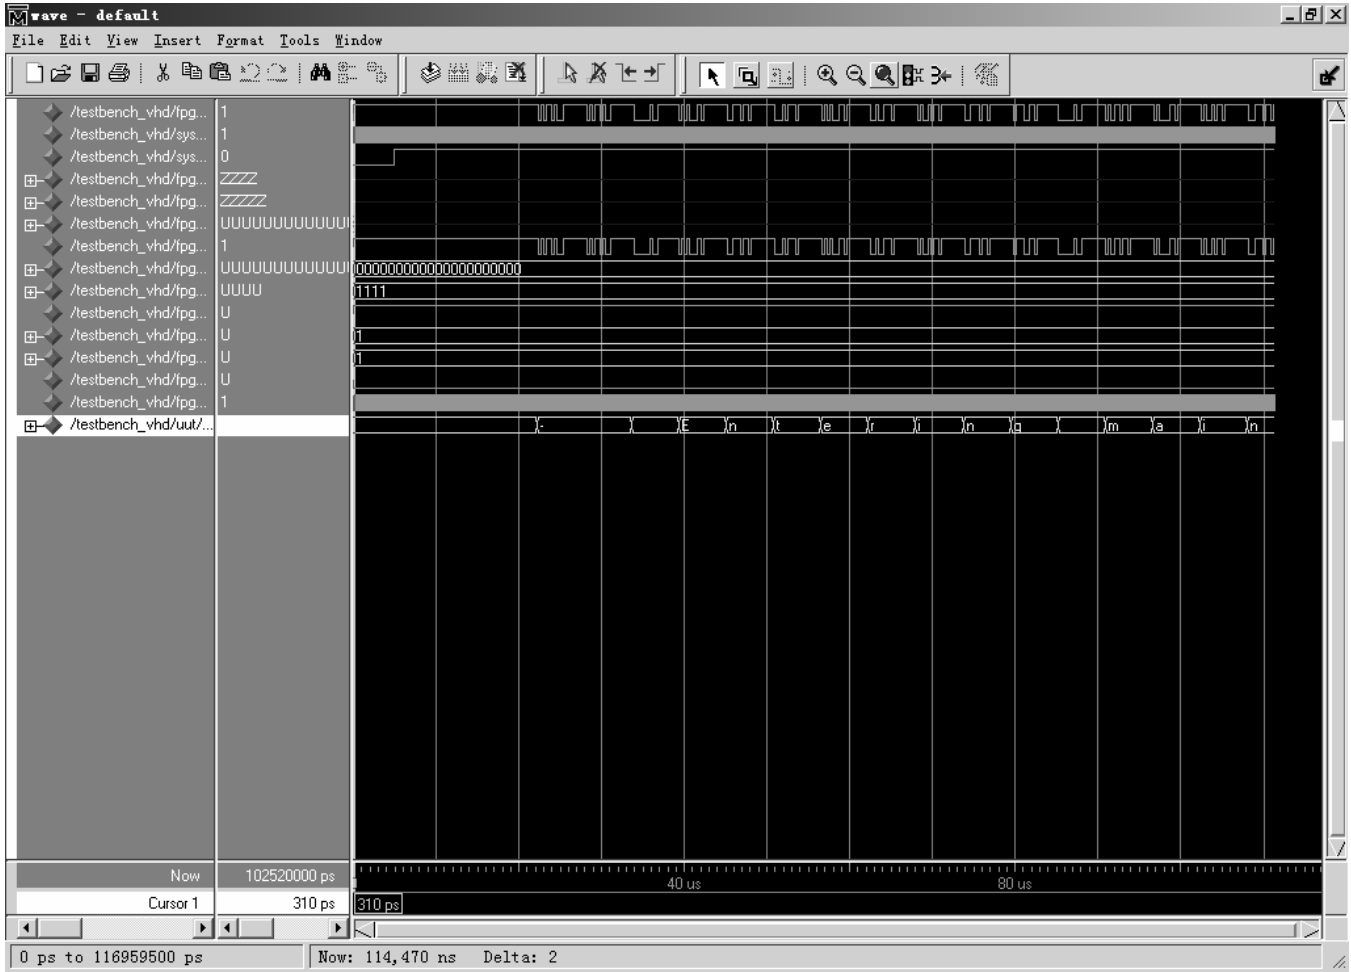 wave - default
File Edit View Insert Format Tools Window
/testbench_vhd/fpg... 1
/testbench_vhd/sys... 1
/testbench_vhd/sys... 0
/testbench_vhd/fpg... ZZZZ
/testbench_vhd/fpg... ZZZZZ
/testbench_vhd/fpg... UUUUUUUUUUUUU
/testbench_vhd/fpg... 1
/testbench_vhd/fpg... UUUUUUUUUUUUU 000000000000000000000
/testbench_vhd/fpg... UUUU 1111
/testbench_vhd/fpg... U
/testbench_vhd/fpg... U 1
/testbench_vhd/fpg... U 1
/testbench_vhd/fpg... U
/testbench_vhd/fpg... 1
/testbench_vhd/uut/... - E n t e r i n g m a i n
Now 102520000 ps 40 us 80 us
Cursor 1 310 ps 310 ps
0 ps to 116959500 ps Now: 114,470 ns Delta: 2